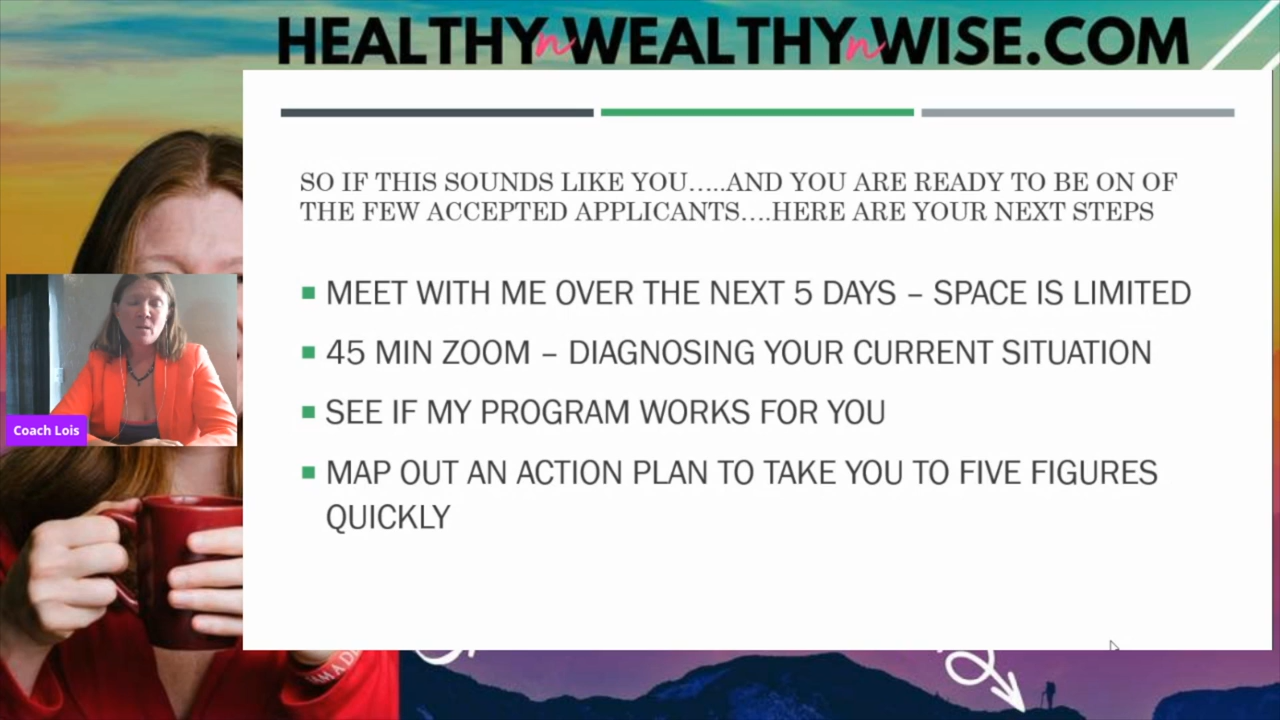 HEALTHYnWEALTHYnWISE.COM
SO IF THIS SOUNDS LIKE YOU.....AND YOU ARE READY TO BE ON OF
THE FEW ACCEPTED APPLICANTS....HERE ARE YOUR NEXT STEPS
MEET WITH ME OVER THE NEXT 5 DAYS – SPACE IS LIMITED
45 MIN ZOOM – DIAGNOSING YOUR CURRENT SITUATION
SEE IF MY PROGRAM WORKS FOR YOU
Coach Lois
MAP OUT AN ACTION PLAN TO TAKE YOU TO FIVE FIGURES
QUICKLY